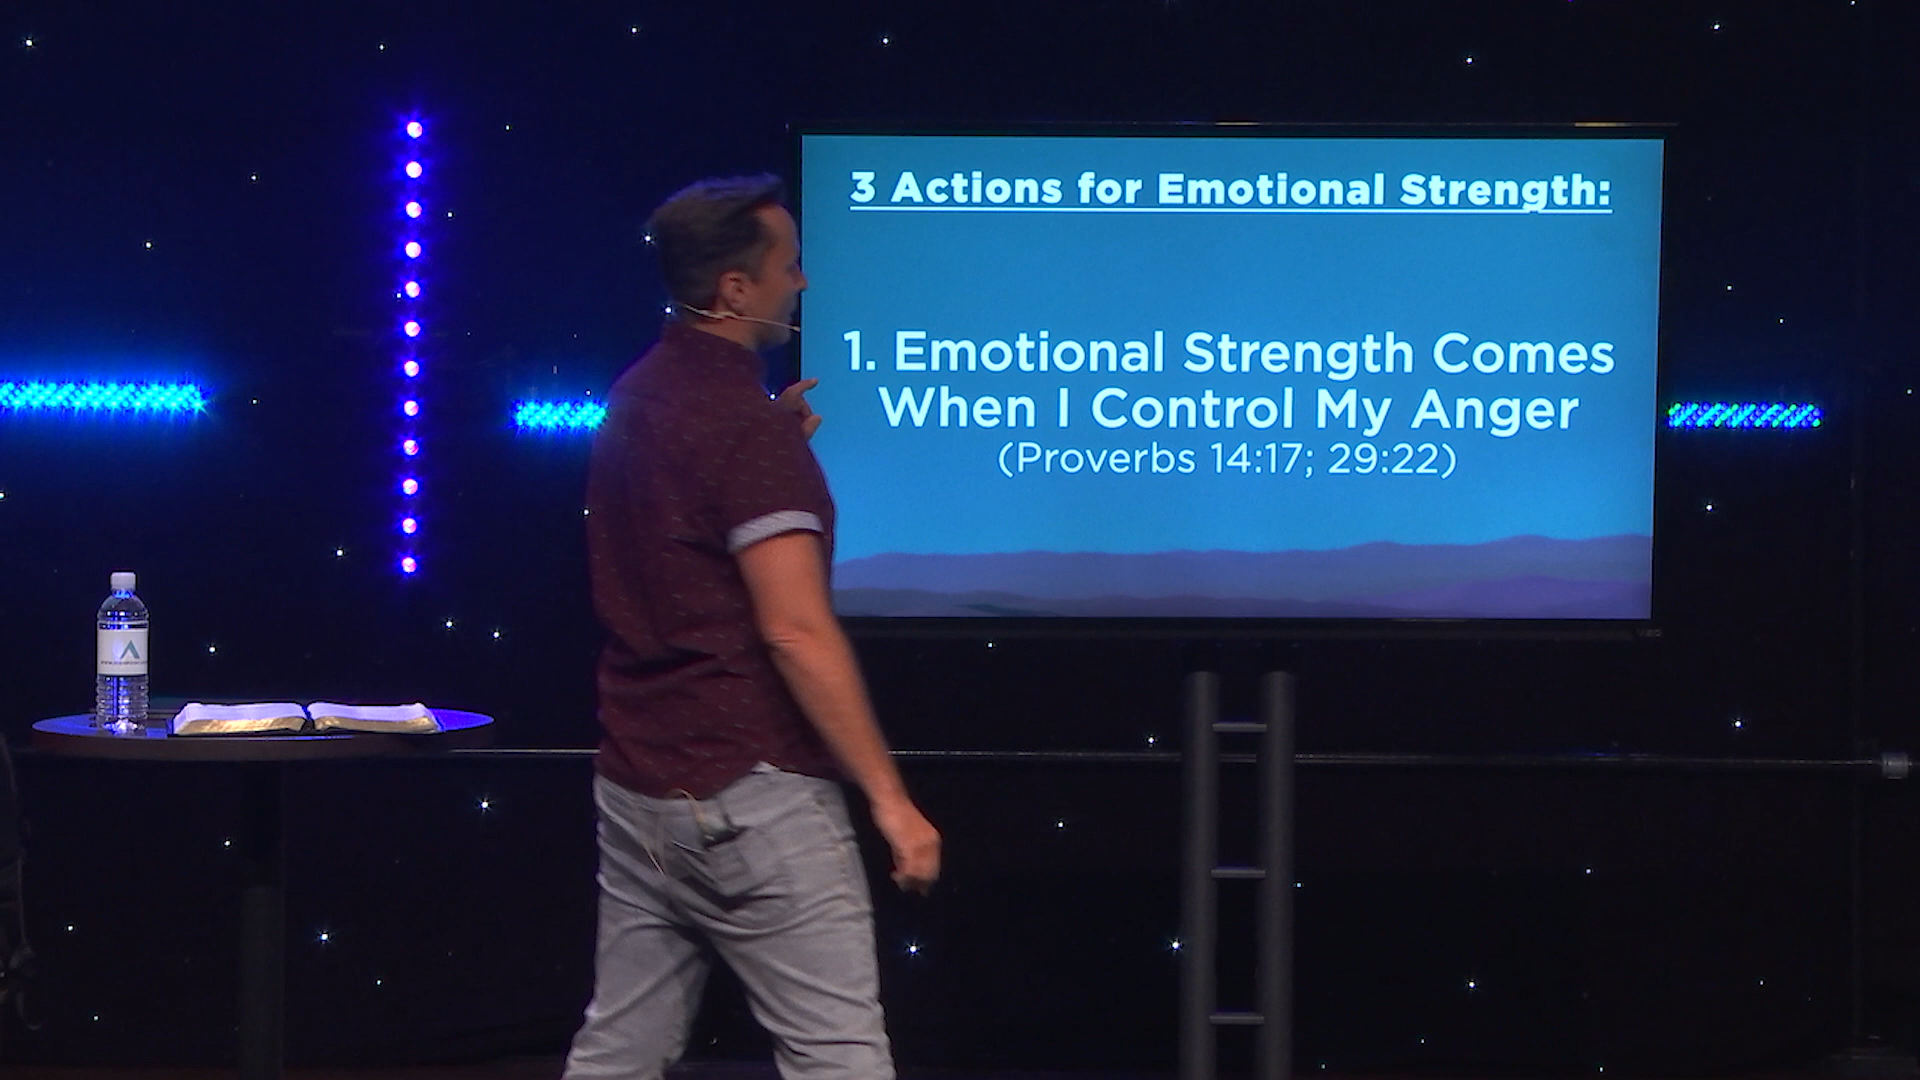 3 Actions for Emotional Strength:
1. Emotional Strength Comes
When I Control My Anger
(Proverbs 14:17; 29:22)